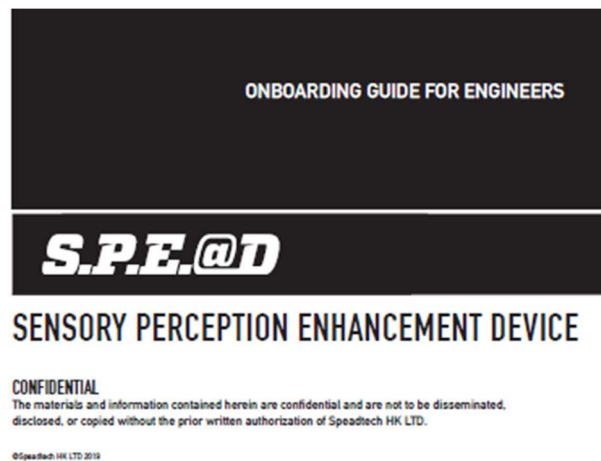 ONBOARDING GUIDE FOR ENGINEERS
S.P.E.@D
SENSORY PERCEPTION ENHANCEMENT DEVICE
CONFIDENTIAL
The materials and information contained herein are confidential and are not to be disseminated,
disclosed, or copied without the prior written authorization of Speadtech HK LTD.
©Speadtech HK LTD 2019